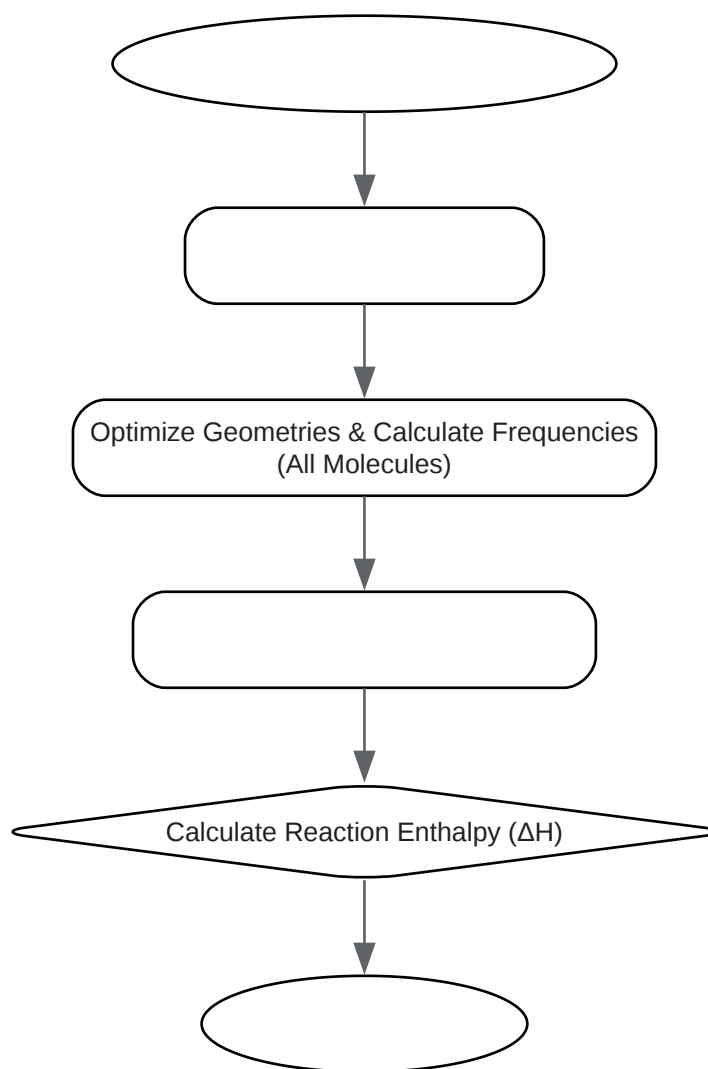 Optimize Geometries & Calculate Frequencies
(All Molecules)
Calculate Reaction Enthalpy (ΔH)